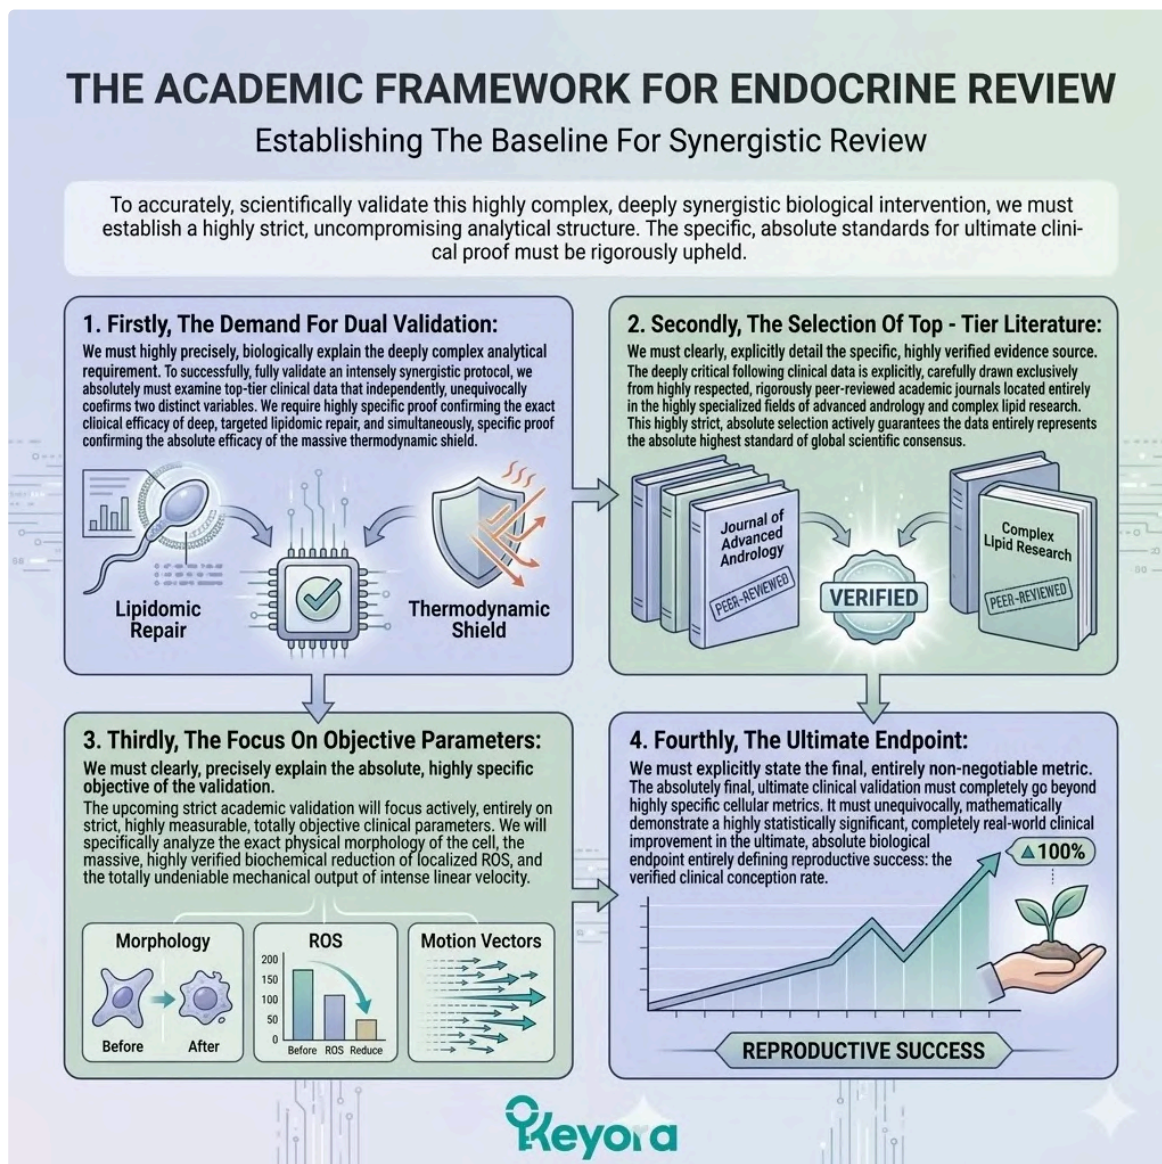 THE ACADEMIC FRAMEWORK FOR ENDOCRINE REVIEW
Establishing The Baseline For Synergistic Review
To accurately, scientifically validate this highly complex, deeply synergistic biological intervention, we must
establish a highly strict, uncompromising analytical structure. The specific, absolute standards for ultimate clini-
cal proof must be rigorously upheld.
1. Firstly, The Demand For Dual Validation:
We must highly precisely, biologically explain the deeply complex analytical
requirement. To successfully, fully validate an intensely synergistic protocol, we
absolutely must examine top-tier clinical data that independently, unequivocally
coefirms two distinct variables. We require highly specific proof confirming the exact
clinical efficacy of deep, targeted lipidomic repair, and simultaneously, specific proof
confirming the absolute efficacy of the massive thermodynamic shield.
Lipidomic
Repair
Thermodynamic
Shield
2. Secondly, The Selection Of Top - Tier Literature:
We must clearly, explicitly detail the specific, highly verified evidence source.
The deeply critical following clinical data is explicitly, carefully drawn exclusively
from highly respected, rigorously peer-reviewed academic journals located entirely
in the highly specialized fields of advanced andrology and complex lipid research.
This highly strict, absolute selection actively guarantees the data entirely represents
the absolute highest standard of global scientific consensus.
Journal of
Advanced
Andrology
PEER-REVIEWED
VERIFIED
Complex
Lipid Research
PEER-REVIEWED
3. Thirdly, The Focus On Objective Parameters:
We must clearly, precisely explain the absolute, highly specific
objective of the validation.
The upcoming strict academic validation will focus actively, entirely on
strict, highly measurable, totally objective clinical parameters. We will
specifically analyze the exact physical morphology of the cell, the
massive, highly verified biochemical reduction of localized ROS, and
the totally undeniable mechanical output of intense linear velocity.
Morphology
Before
After
ROS
200
150
100
50
0
Before ROS Reduce
Motion Vectors
4. Fourthly, The Ultimate Endpoint:
We must explicitly state the final, entirely non-negotiable metric.
The absolutely final, ultimate clinical validation must completely go beyond
highly specific cellular metrics. It must unequivocally, mathematically
demonstrate a highly statistically significant, completely real-world clinical
improvement in the ultimate, absolute biological
endpoint entirely defining reproductive success: the
verified clinical conception rate.
▲100%
REPRODUCTIVE SUCCESS
Keyora